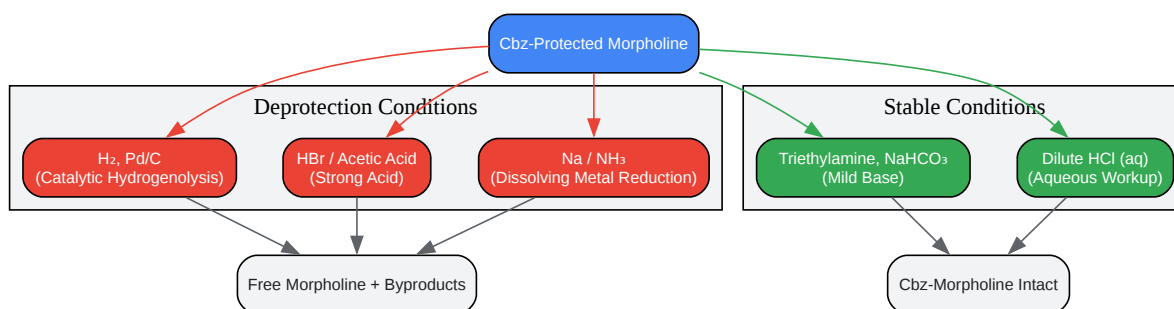 Cbz-Protected Morpholine
Deprotection Conditions
Stable Conditions
H₂, Pd/C
(Catalytic Hydrogenolysis)
HBr / Acetic Acid
(Strong Acid)
Na / NH₃
(Dissolving Metal Reduction)
Triethylamine, NaHCO₃
(Mild Base)
Dilute HCl (aq)
(Aqueous Workup)
Free Morpholine + Byproducts
Cbz-Morpholine Intact